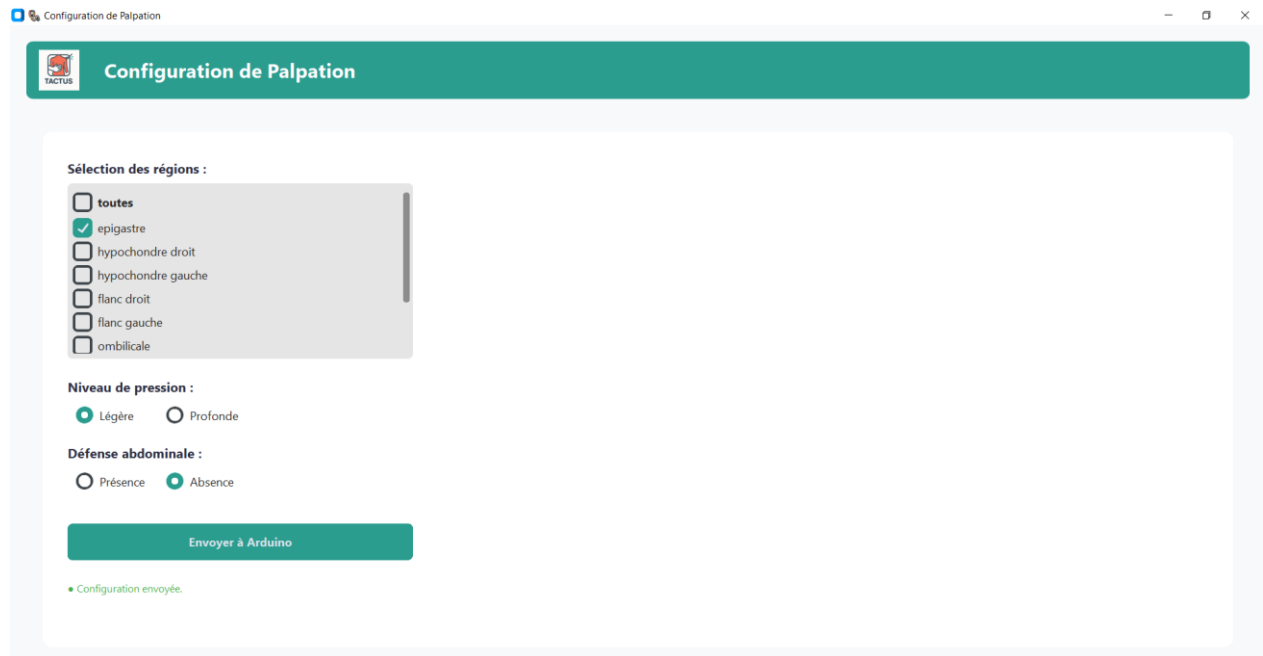 Configuration de Palpation
TACTUS
Configuration de Palpation
Sélection des régions :
toutes
epigastre
hypochondre droit
hypochondre gauche
flanc droit
flanc gauche
ombilicale
Niveau de pression :
Légère Profonde
Défense abdominale :
Présence Absence
Envoyer à Arduino
● Configuration envoyée.